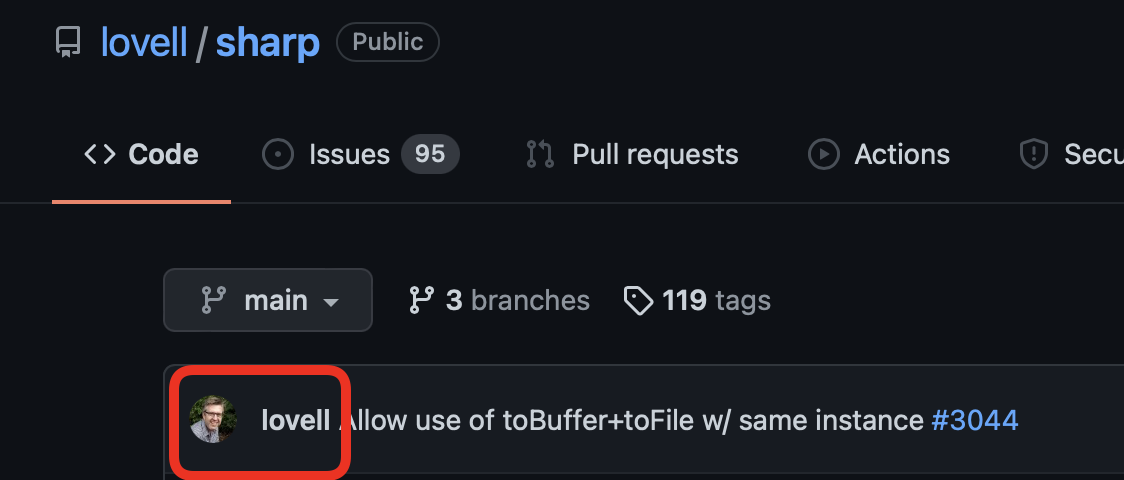 lovell / sharp Public
Code Issues 95 Pull requests Actions Secu
main 3 branches 119 tags
lovell Allow use of toBuffer+toFile w/ same instance #3044